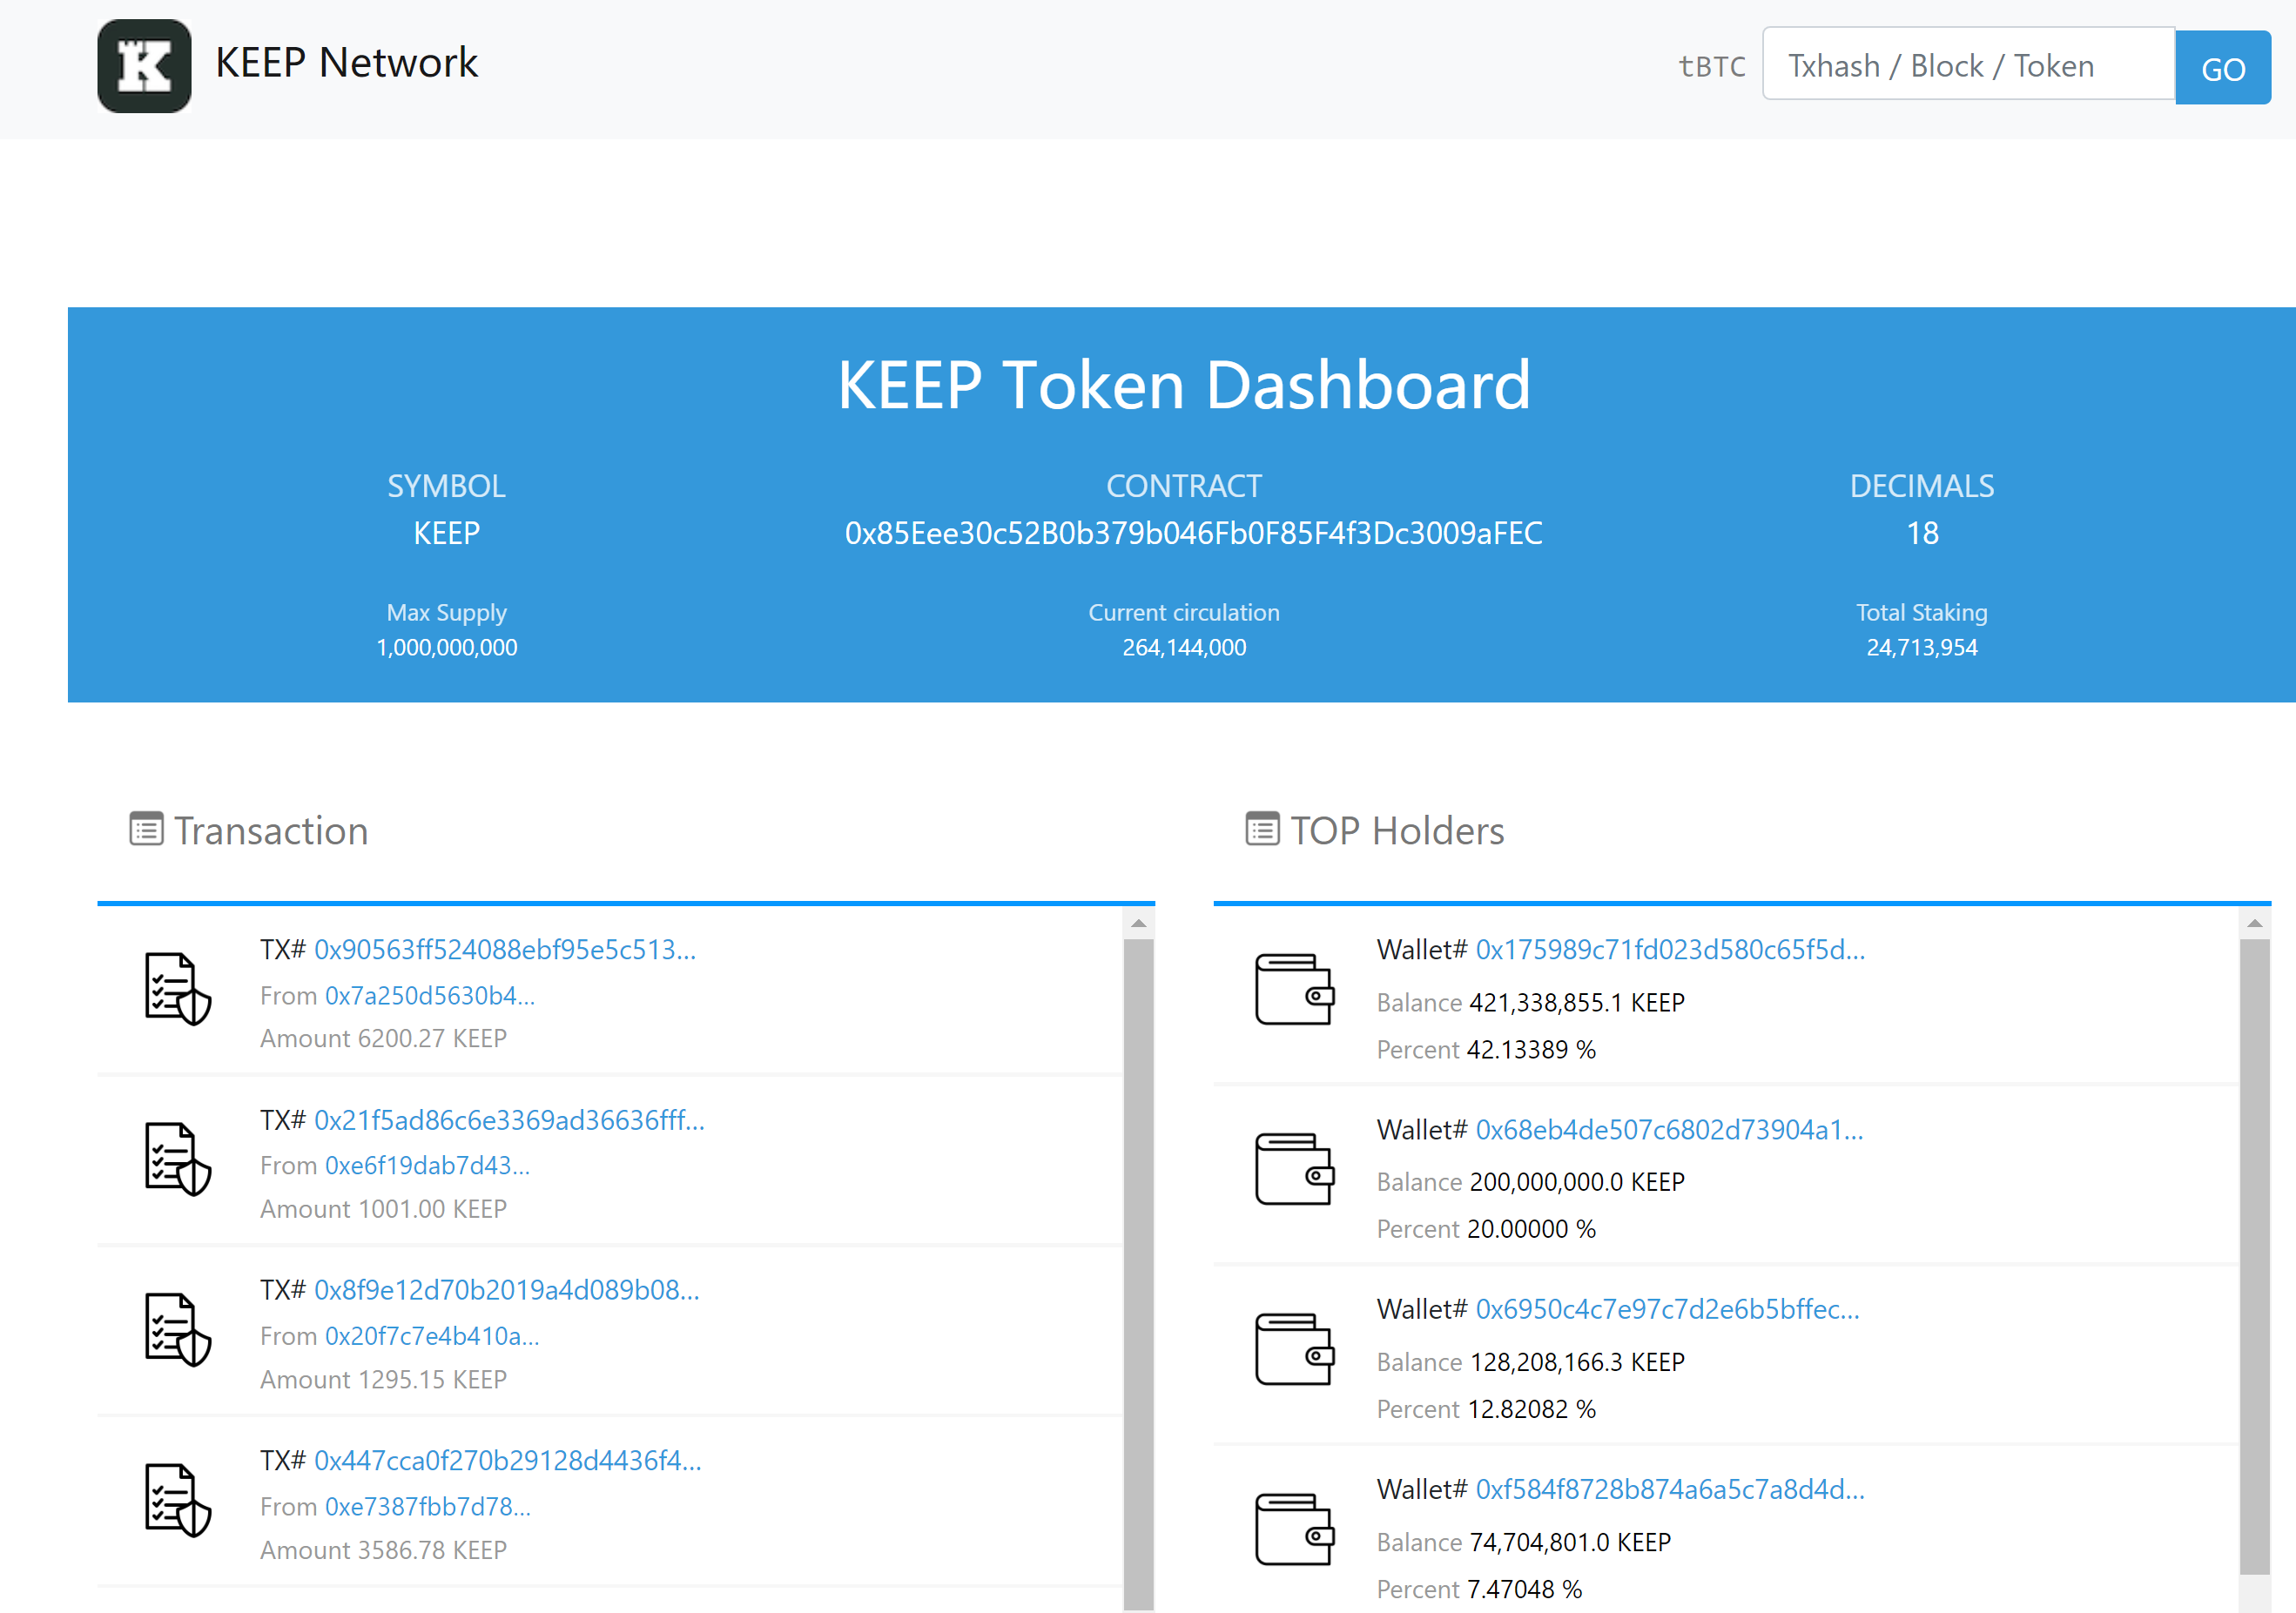 K KEEP Network
tBTC Txhash / Block / Token GO
KEEP Token Dashboard
SYMBOL CONTRACT DECIMALS
KEEP 0x85Eee30c52B0b379b046Fb0F85F4f3Dc3009aFEC 18
Max Supply Current circulation Total Staking
1,000,000,000 264,144,000 24,713,954
Transaction
TX# 0x90563ff524088ebf95e5c513...
From 0x7a250d5630b4...
Amount 6200.27 KEEP
TX# 0x21f5ad86c6e3369ad36636fff...
From 0xe6f19dab7d43...
Amount 1001.00 KEEP
TX# 0x8f9e12d70b2019a4d089b08...
From 0x20f7c7e4b410a...
Amount 1295.15 KEEP
TX# 0x447cca0f270b29128d4436f4...
From 0xe7387fbb7d78...
Amount 3586.78 KEEP
TOP Holders
Wallet# 0x175989c71fd023d580c65f5d...
Balance 421,338,855.1 KEEP
Percent 42.13389 %
Wallet# 0x68eb4de507c6802d73904a1...
Balance 200,000,000.0 KEEP
Percent 20.00000 %
Wallet# 0x6950c4c7e97c7d2e6b5bffec...
Balance 128,208,166.3 KEEP
Percent 12.82082 %
Wallet# 0xf584f8728b874a6a5c7a8d4d...
Balance 74,704,801.0 KEEP
Percent 7.47048 %